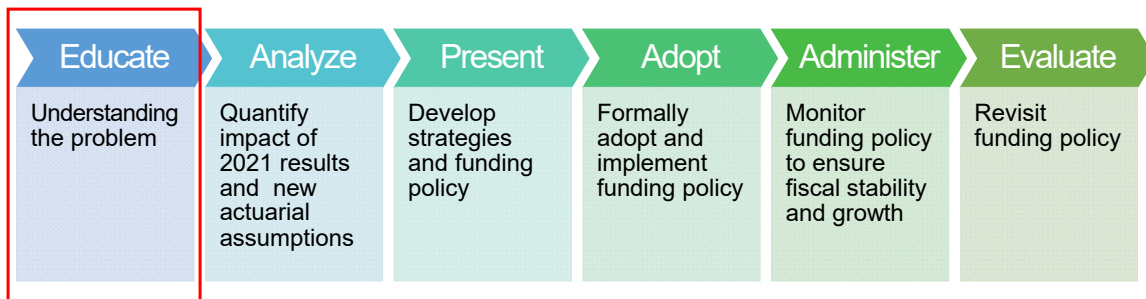 Educate
Understanding
the problem
Analyze
Quantify
impact of
2021 results
and new
actuarial
assumptions
Present
Develop
strategies
and funding
policy
Adopt
Formally
adopt and
implement
funding policy
Administer
Monitor
funding policy
to ensure
fiscal stability
and growth
Evaluate
Revisit
funding policy